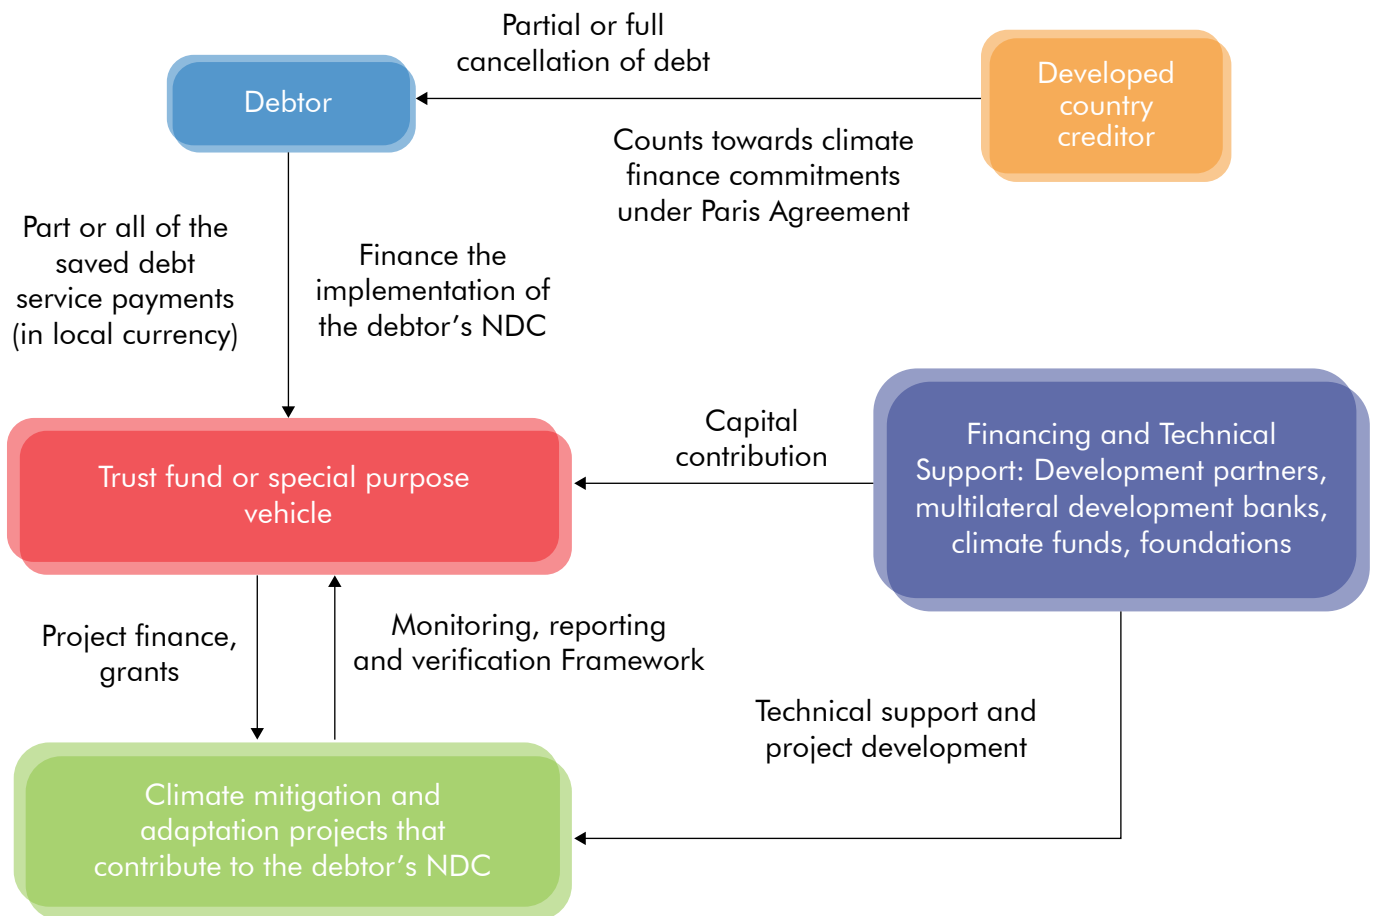 Partial or full
cancellation of debt
Debtor
Developed
country
creditor
Counts towards climate
finance commitments
under Paris Agreement
Part or all of the
saved debt
service payments
(in local currency)
Finance the
implementation of
the debtor’s NDC
Capital
contribution
Trust fund or special purpose
vehicle
Financing and Technical
Support: Development partners,
multilateral development banks,
climate funds, foundations
Project finance,
grants
Monitoring, reporting
and verification Framework
Technical support and
project development
Climate mitigation and
adaptation projects that
contribute to the debtor’s NDC